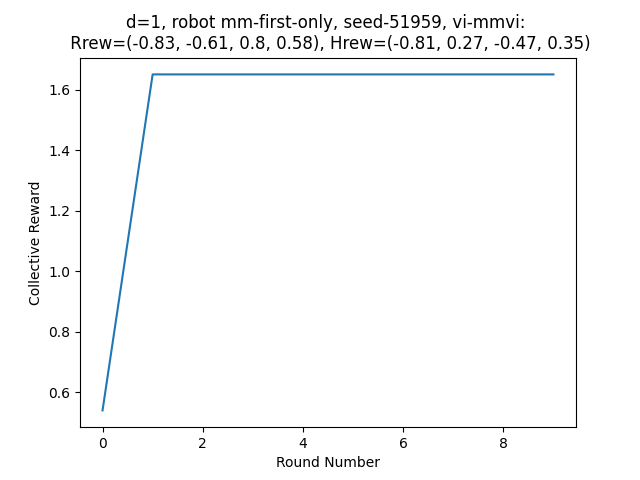 d=1, robot mm-first-only, seed-51959, vi-mmvi:
Rrew=(-0.83, -0.61, 0.8, 0.58), Hrew=(-0.81, 0.27, -0.47, 0.35)
1.6
1.4
1.2
1.0
0.8
0.6
Collective Reward
0 2 4 6 8
Round Number